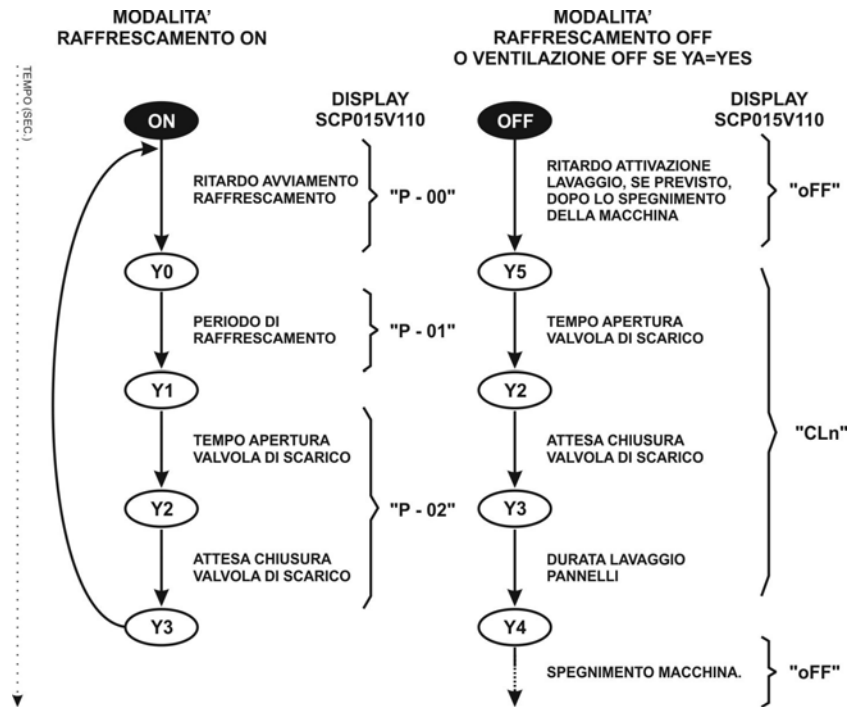 MODALITA'
RAFFRESCAMENTO ON
TEMPO (SEC.)
DISPLAY
SCP015V110
ON
RITARDO AVVIAMENTO
RAFFRESCAMENTO
"P - 00"
Y0
PERIODO DI
RAFFRESCAMENTO
"P - 01"
Y1
TEMPO APERTURA
VALVOLA DI SCARICO
Y2
"P - 02"
ATTESA CHIUSURA
VALVOLA DI SCARICO
Y3
MODALITA'
RAFFRESCAMENTO OFF
O VENTILAZIONE OFF SE YA=YES
DISPLAY
SCP015V110
OFF
RITARDO ATTIVAZIONE
LAVAGGIO, SE PREVISTO,
DOPO LO SPEGNIMENTO
DELLA MACCHINA
"oFF"
Y5
TEMPO APERTURA
VALVOLA DI SCARICO
Y2
"CLn"
ATTESA CHIUSURA
VALVOLA DI SCARICO
Y3
DURATA LAVAGGIO
PANNELLI
Y4
SPEGNIMENTO MACCHINA.
"oFF"